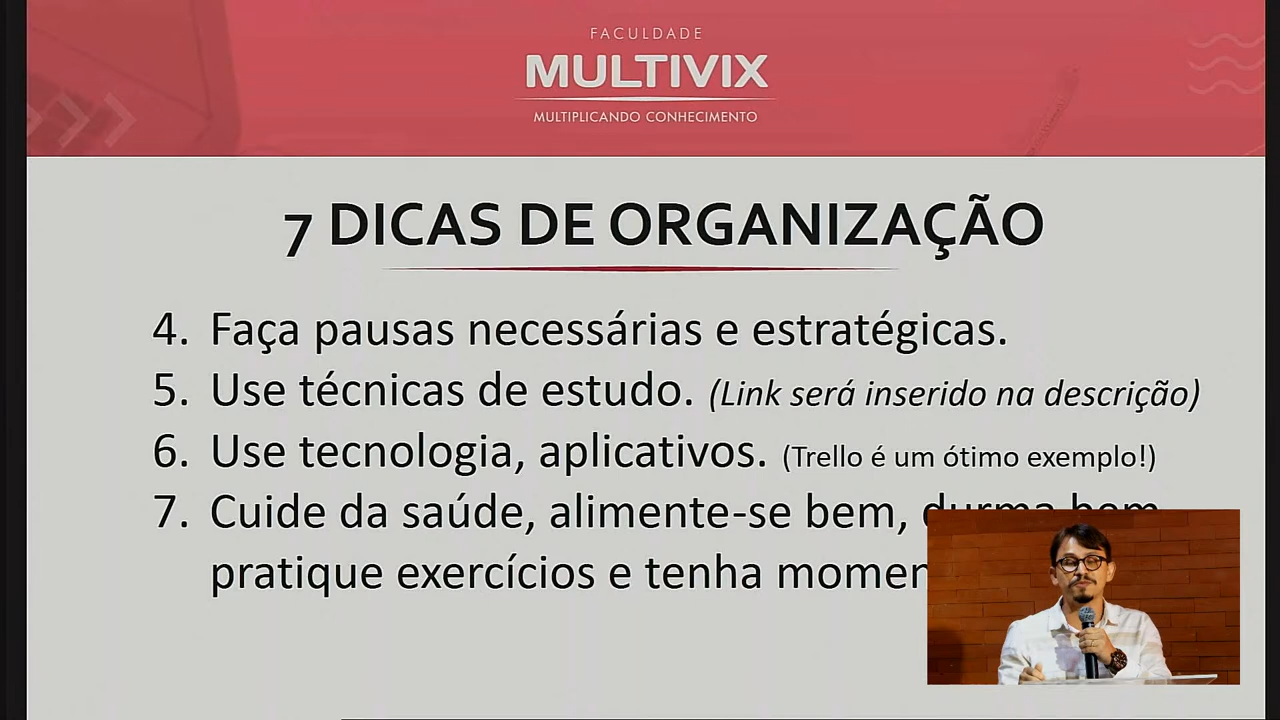 FACULDADE
MULTIVIX
MULTIPLICANDO CONHECIMENTO
7 DICAS DE ORGANIZAÇÃO
4. Faça pausas necessárias e estratégicas.
5. Use técnicas de estudo. (Link será inserido na descrição)
6. Use tecnologia, aplicativos. (Trello é um ótimo exemplo!)
7. Cuide da saúde, alimente-se bem, durma bem
pratique exercícios e tenha